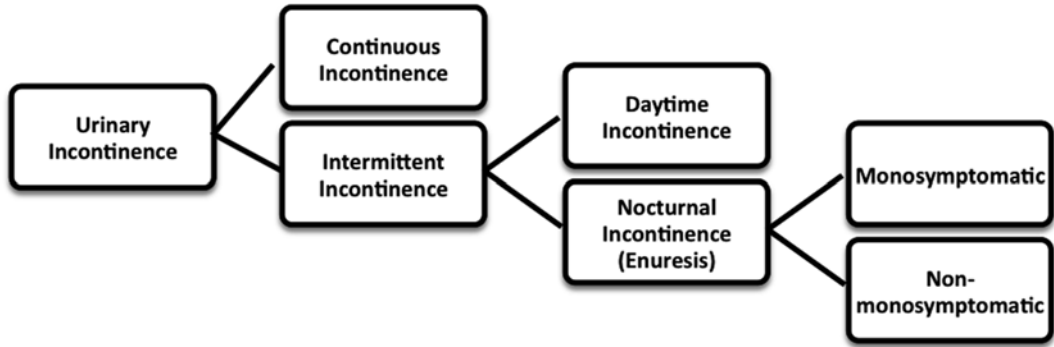 Urinary
Incontinence
Continuous
Incontinence
Intermittent
Incontinence
Daytime
Incontinence
Nocturnal
Incontinence
(Enuresis)
Monosymptomatic
Non-
monosymptomatic